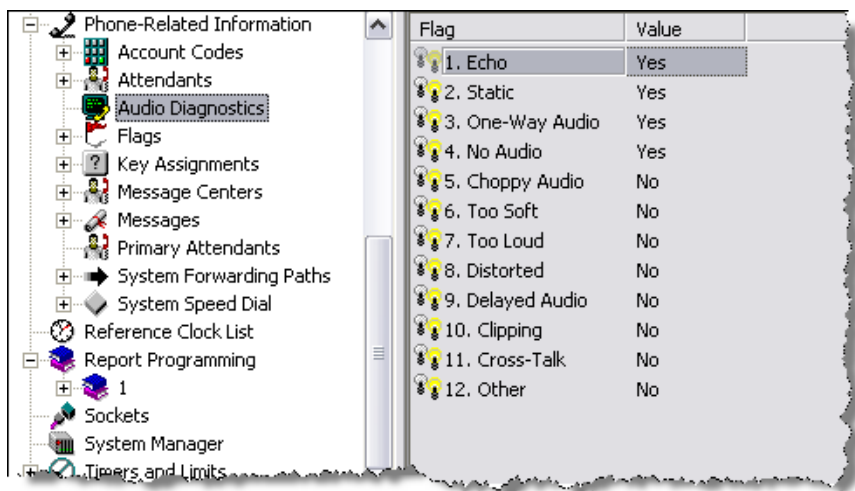 Phone-Related Information
Account Codes
Attendants
Audio Diagnostics
Flags
? Key Assignments
Message Centers
Messages
Primary Attendants
System Forwarding Paths
System Speed Dial
Reference Clock List
Report Programming
1
Sockets
System Manager
Timers and Limits
Flag Value
1. Echo Yes
2. Static Yes
3. One-Way Audio Yes
4. No Audio Yes
5. Choppy Audio No
6. Too Soft No
7. Too Loud No
8. Distorted No
9. Delayed Audio No
10. Clipping No
11. Cross-Talk No
12. Other No